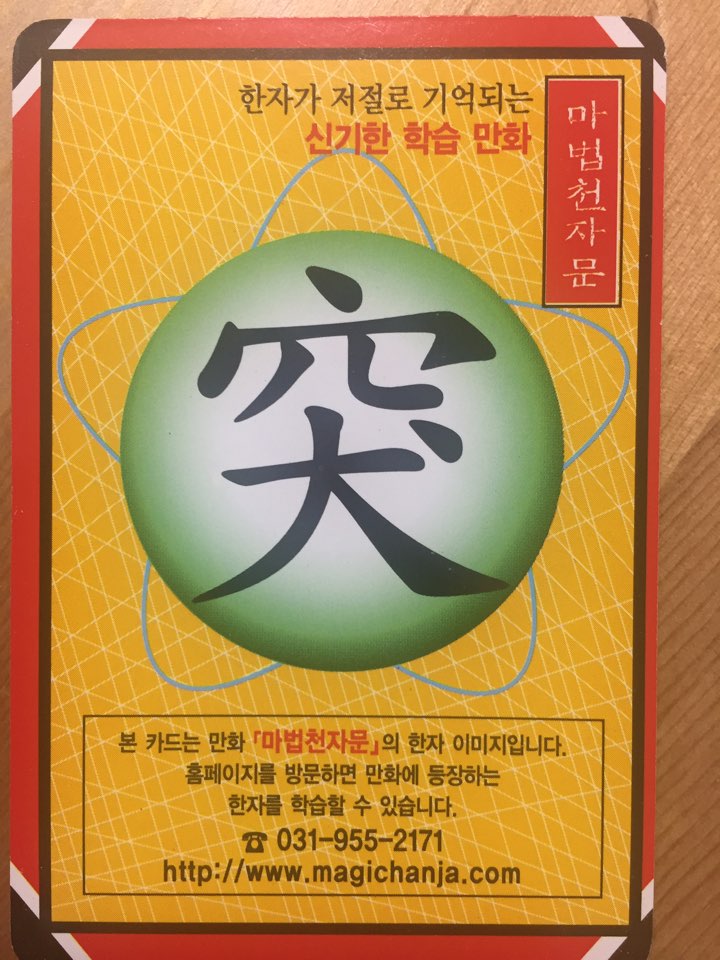 한자가 저절로 기억되는
신기한 학습 만화
마법천자문
突
본 카드는 만화 「마법천자문」의 한자 이미지입니다.
홈페이지를 방문하면 만화에 등장하는
한자를 학습할 수 있습니다.
☎ 031-955-2171
http://www.magichanja.com